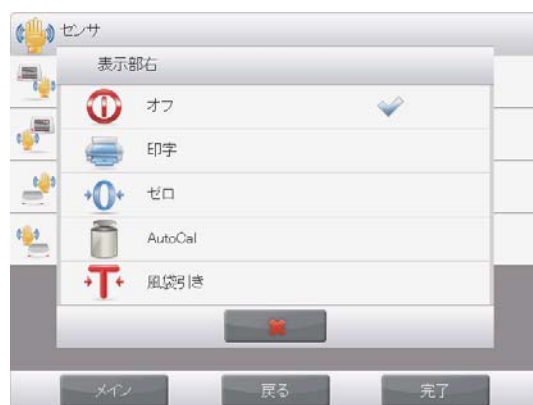 センサ
表示部右
オフ
印字
ゼロ
AutoCal
風袋引き
メイン
戻る
完了